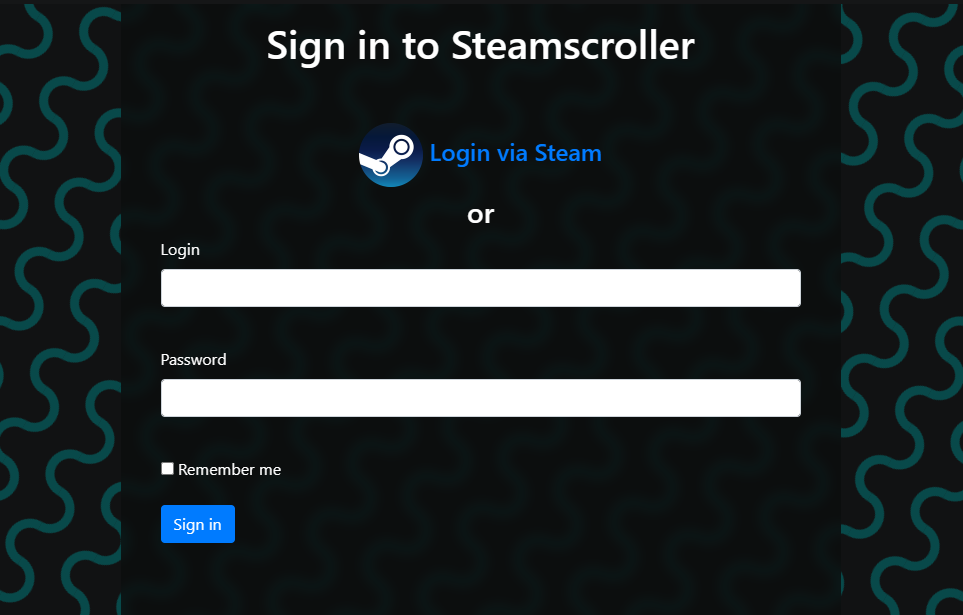 Sign in to Steamscroller
Login via Steam
or
Login
Password
Remember me
Sign in